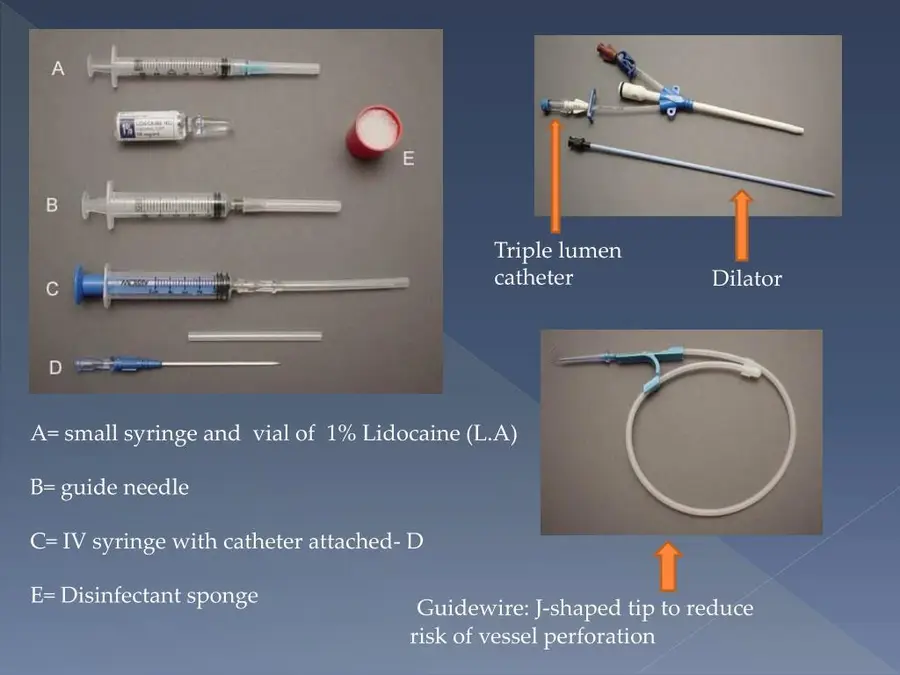 A
E
B
C
D
Triple lumen
catheter
Dilator
A= small syringe and vial of 1% Lidocaine (L.A)
B= guide needle
C= IV syringe with catheter attached- D
E= Disinfectant sponge
Guidewire: J-shaped tip to reduce
risk of vessel perforation